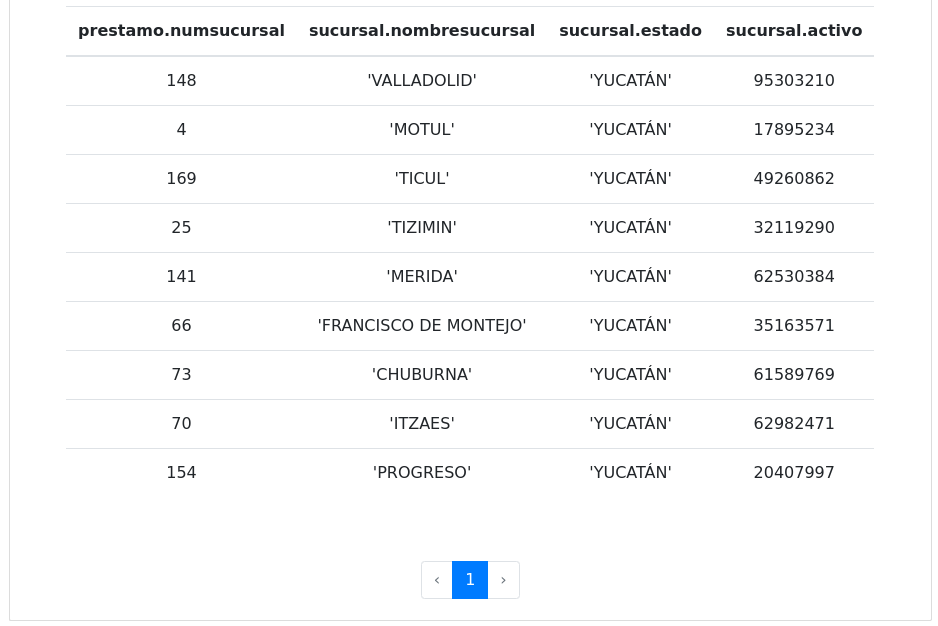 prestamo.numsucursal sucursal.nombresucursal sucursal.estado sucursal.activo
148 'VALLADOLID' 'YUCATÁN' 95303210
4 'MOTUL' 'YUCATÁN' 17895234
169 'TICUL' 'YUCATÁN' 49260862
25 'TIZIMIN' 'YUCATÁN' 32119290
141 'MERIDA' 'YUCATÁN' 62530384
66 'FRANCISCO DE MONTEJO' 'YUCATÁN' 35163571
73 'CHUBURNA' 'YUCATÁN' 61589769
70 'ITZAES' 'YUCATÁN' 62982471
154 'PROGRESO' 'YUCATÁN' 20407997
‹ 1 ›